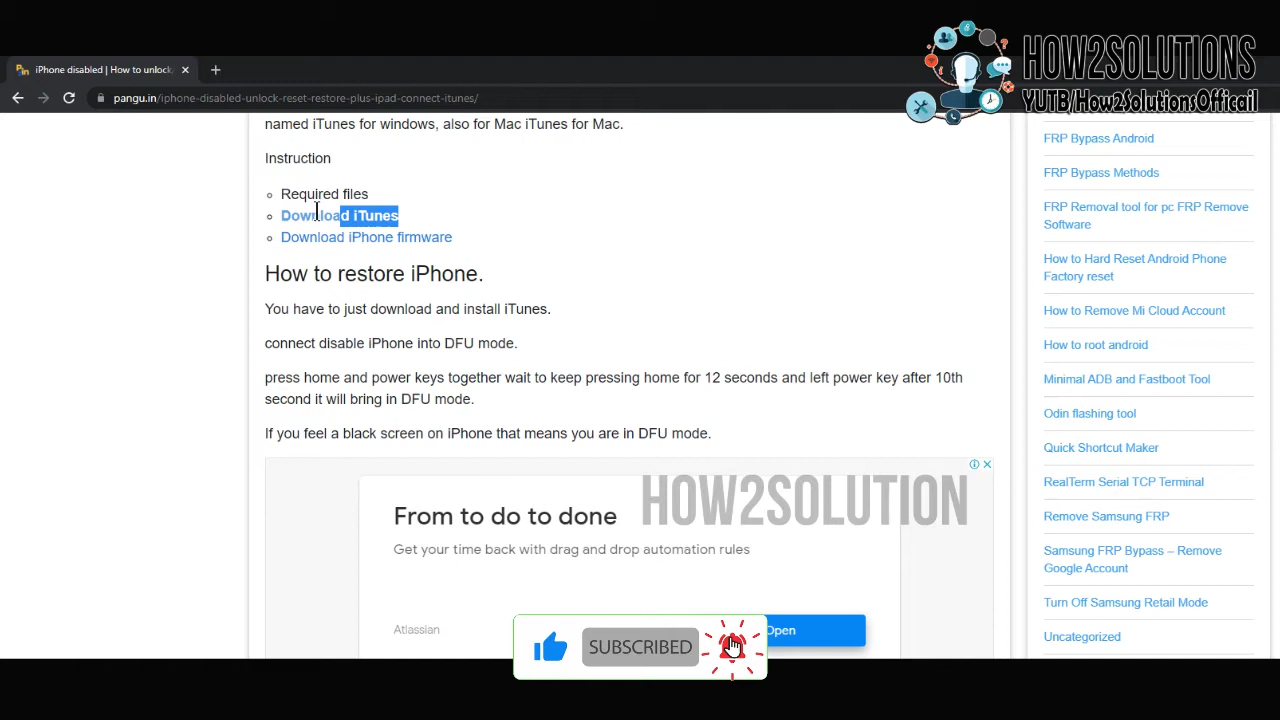 HOW2SOLUTIONS
YUTB/How2SolutionsOfficail
iPhone disabled | How to unlock
pangu.in/iphone-disabled-unlock-reset-restore-plus-ipad-connect-itunes/
named iTunes for windows, also for Mac iTunes for Mac.
Instruction
Required files
Download iTunes
Download iPhone firmware
How to restore iPhone.
You have to just download and install iTunes.
connect disable iPhone into DFU mode.
press home and power keys together wait to keep pressing home for 12 seconds and left power key after 10th
second it will bring in DFU mode.
If you feel a black screen on iPhone that means you are in DFU mode.
HOW2SOLUTION
From to do to done
Get your time back with drag and drop automation rules
Atlassian
Open
SUBSCRIBED
FRP Bypass Android
FRP Bypass Methods
FRP Removal tool for pc FRP Remove
Software
How to Hard Reset Android Phone
Factory reset
How to Remove Mi Cloud Account
How to root android
Minimal ADB and Fastboot Tool
Odin flashing tool
Quick Shortcut Maker
RealTerm Serial TCP Terminal
Remove Samsung FRP
Samsung FRP Bypass – Remove
Google Account
Turn Off Samsung Retail Mode
Uncategorized